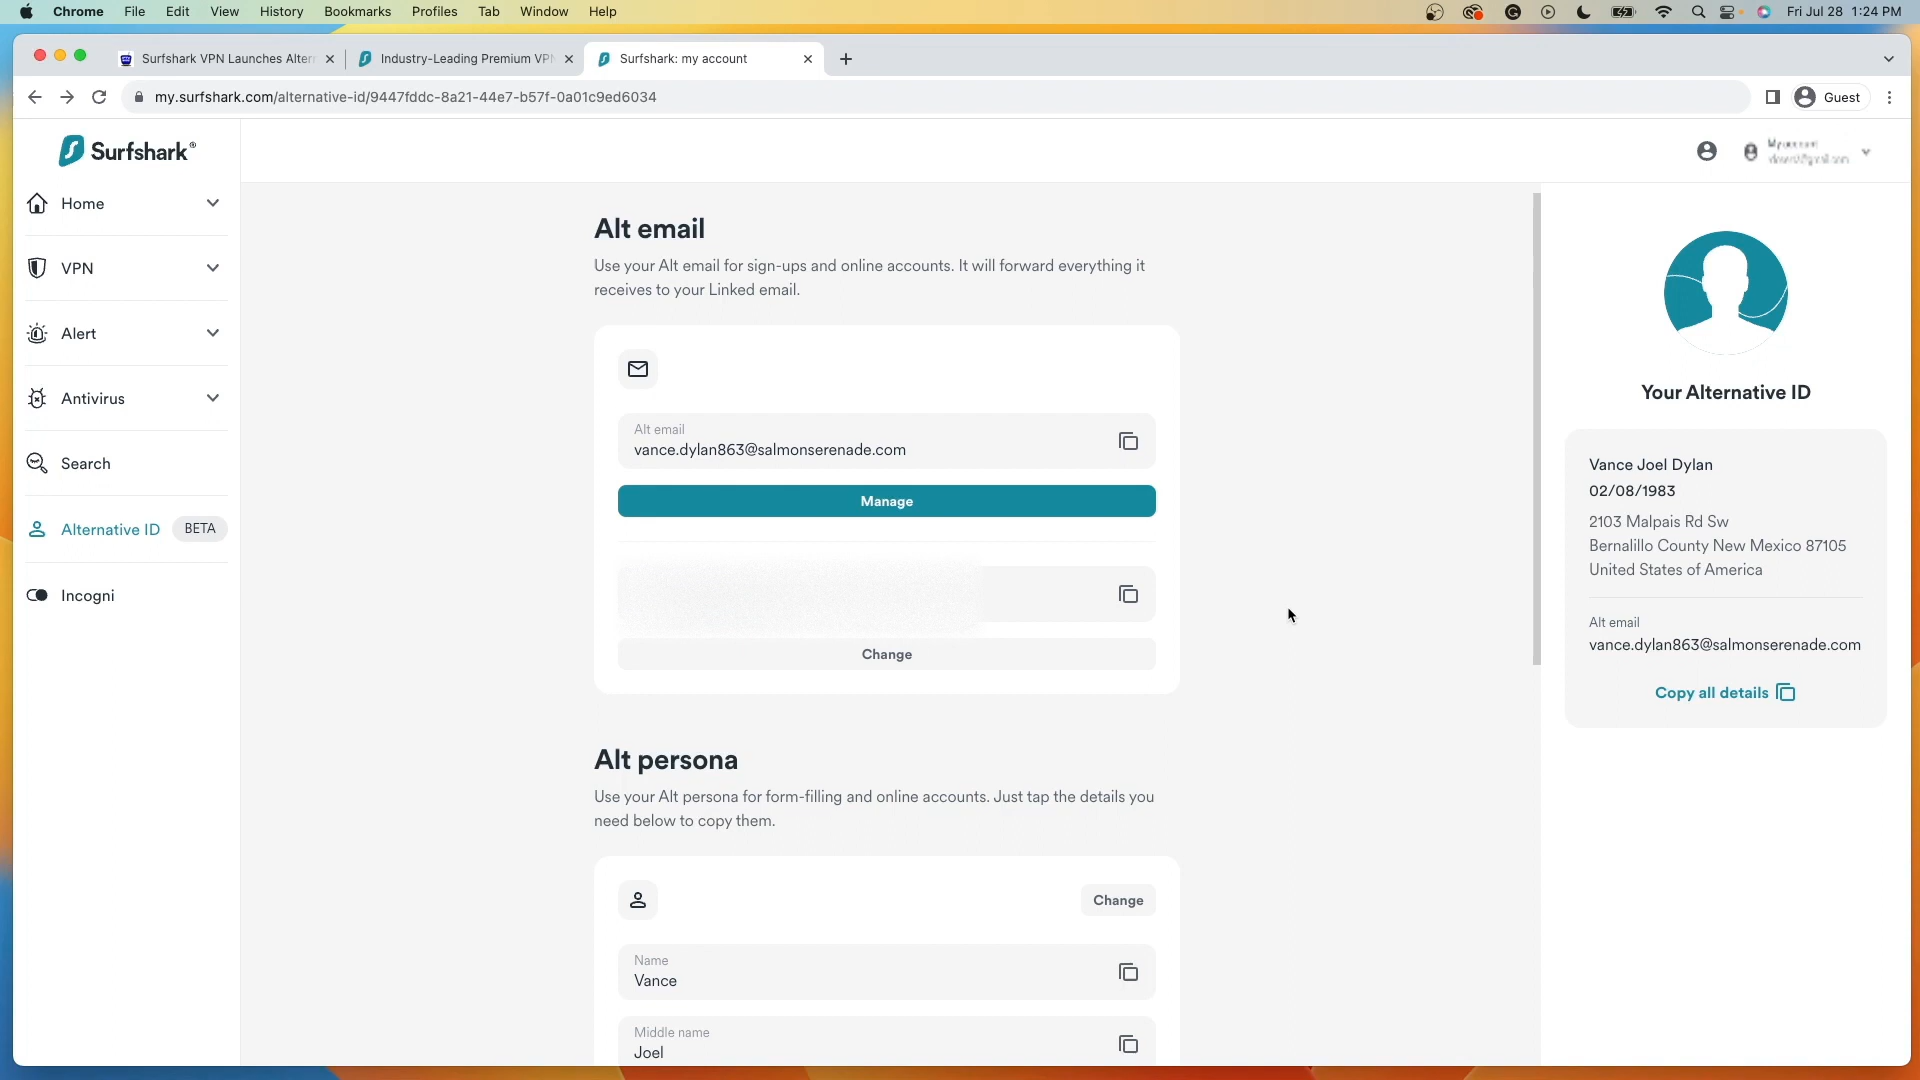 Chrome File Edit View History Bookmarks Profiles Tab Window Help
Fri Jul 28 1:24 PM
Surfshark VPN Launches Altern
Industry-Leading Premium VPN
Surfshark: my account
my.surfshark.com/alternative-id/9447fddc-8a21-44e7-b57f-0a01c9ed6034
Guest
Surfshark®
My account
Home
VPN
Alert
Antivirus
Search
Alternative ID BETA
Incogni
Alt email
Use your Alt email for sign-ups and online accounts. It will forward everything it
receives to your Linked email.
Alt email
vance.dylan863@salmonserenade.com
Manage
Change
Alt persona
Use your Alt persona for form-filling and online accounts. Just tap the details you
need below to copy them.
Change
Name
Vance
Middle name
Joel
Your Alternative ID
Vance Joel Dylan
02/08/1983
2103 Malpais Rd Sw
Bernalillo County New Mexico 87105
United States of America
Alt email
vance.dylan863@salmonserenade.com
Copy all details